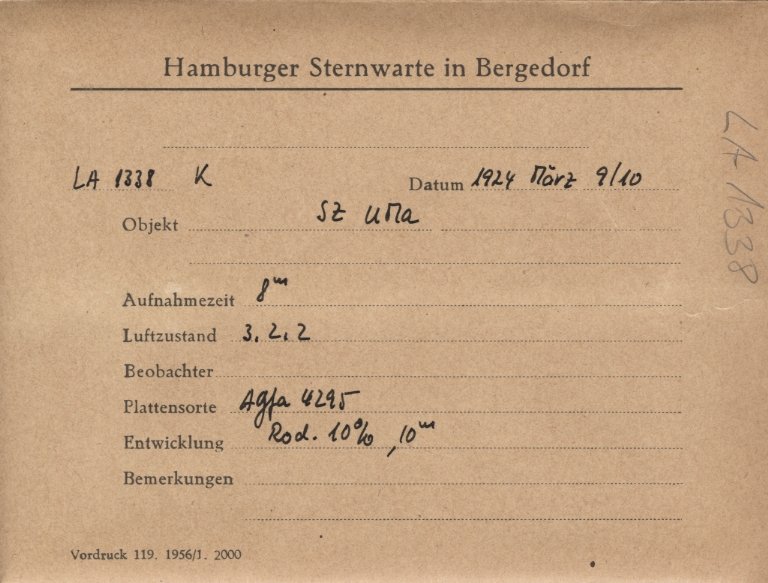 Hamburger Sternwarte in Bergedorf
LA 1338 K Datum 1924 März 9/10
Objekt SZ UMa
Aufnahmezeit 8ᵐ
Luftzustand 3, 2, 2
Beobachter
Plattensorte Agfa 4295
Entwicklung Rod. 10%, 10ᵐ
Bemerkungen
Vordruck 119. 1956/1. 2000
LA 1338